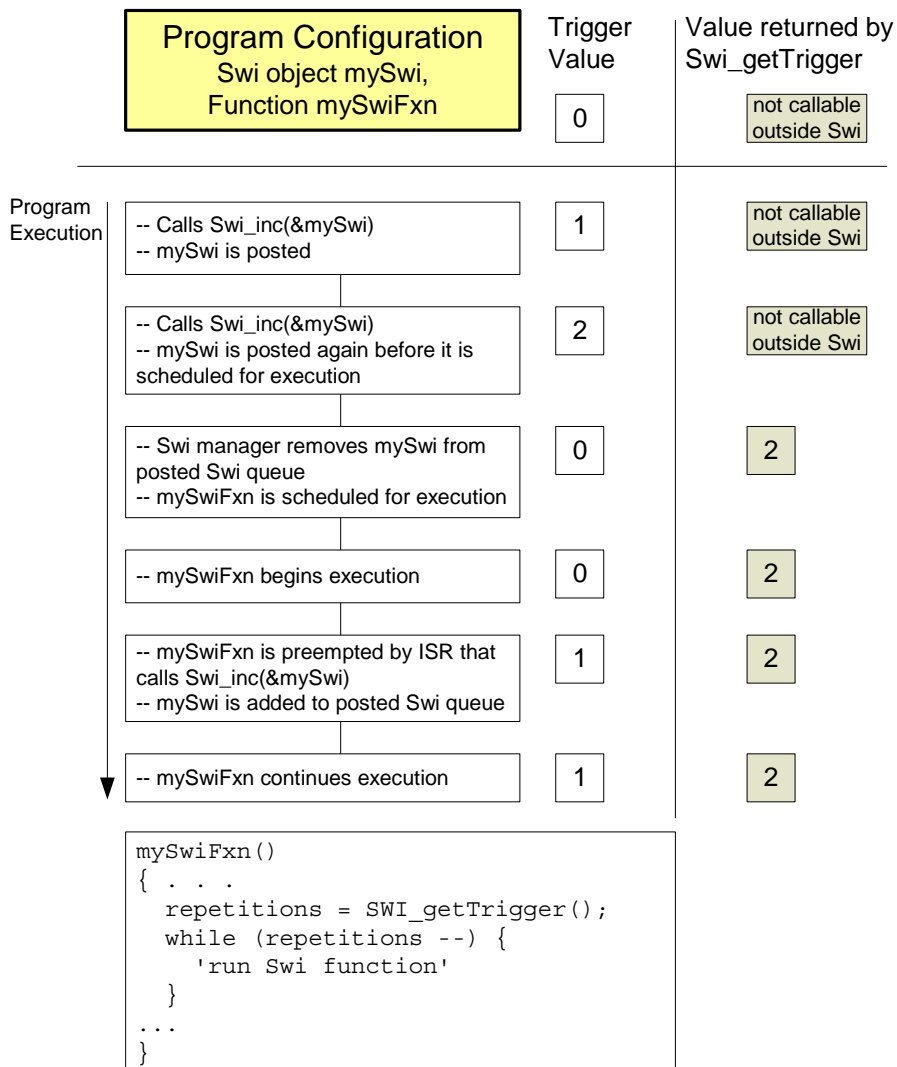 Program Configuration
Swi object mySwi,
Function mySwiFxn
Trigger
Value
Value returned by
Swi_getTrigger
0
not callable
outside Swi
Program
Execution
-- Calls Swi_inc(&mySwi)
-- mySwi is posted
1
not callable
outside Swi
-- Calls Swi_inc(&mySwi)
-- mySwi is posted again before it is
scheduled for execution
2
not callable
outside Swi
-- Swi manager removes mySwi from
posted Swi queue
-- mySwiFxn is scheduled for execution
0
2
-- mySwiFxn begins execution
0
2
-- mySwiFxn is preempted by ISR that
calls Swi_inc(&mySwi)
-- mySwi is added to posted Swi queue
1
2
-- mySwiFxn continues execution
1
2
mySwiFxn()
{ . . .
  repetitions = SWI_getTrigger();
  while (repetitions --) {
    'run Swi function'
  }
...
}